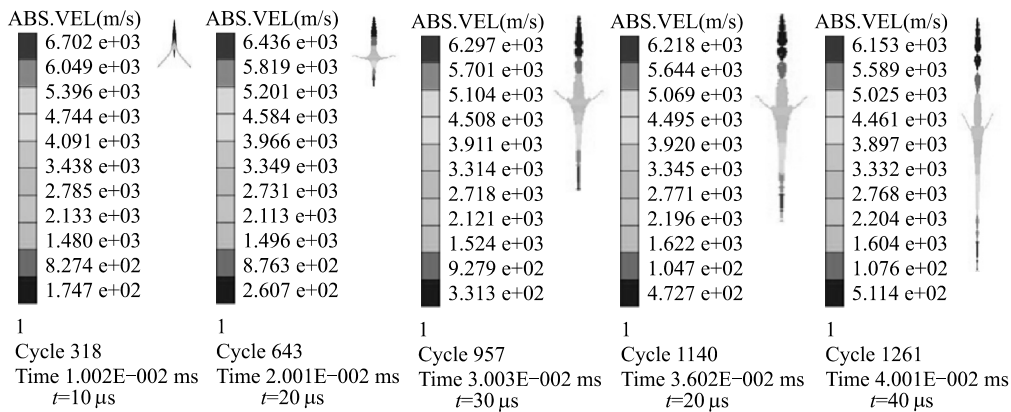 ABS.VEL(m/s)
6.702 e+03
6.049 e+03
5.396 e+03
4.744 e+03
4.091 e+03
3.438 e+03
2.785 e+03
2.133 e+03
1.480 e+03
8.274 e+02
1.747 e+02
1
Cycle 318
Time 1.002E−002 ms
t=10 μs
ABS.VEL(m/s)
6.436 e+03
5.819 e+03
5.201 e+03
4.584 e+03
3.966 e+03
3.349 e+03
2.731 e+03
2.113 e+03
1.496 e+03
8.763 e+02
2.607 e+02
1
Cycle 643
Time 2.001E−002 ms
t=20 μs
ABS.VEL(m/s)
6.297 e+03
5.701 e+03
5.104 e+03
4.508 e+03
3.911 e+03
3.314 e+03
2.718 e+03
2.121 e+03
1.524 e+03
9.279 e+02
3.313 e+02
1
Cycle 957
Time 3.003E−002 ms
t=30 μs
ABS.VEL(m/s)
6.218 e+03
5.644 e+03
5.069 e+03
4.495 e+03
3.920 e+03
3.345 e+03
2.771 e+03
2.196 e+03
1.622 e+03
1.047 e+02
4.727 e+02
1
Cycle 1140
Time 3.602E−002 ms
t=20 μs
ABS.VEL(m/s)
6.153 e+03
5.589 e+03
5.025 e+03
4.461 e+03
3.897 e+03
3.332 e+03
2.768 e+03
2.204 e+03
1.604 e+03
1.076 e+02
5.114 e+02
1
Cycle 1261
Time 4.001E−002 ms
t=40 μs